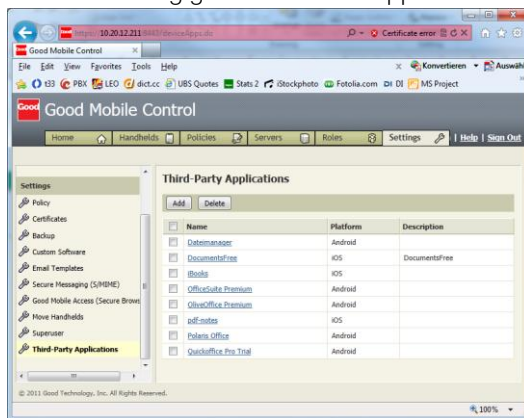 https://10.20.12.211:8443/deviceApps.do
Certificate error
Good Mobile Control
File Edit View Favorites Tools Help
Konvertieren
t33 PBX LEO dict.cc UBS Quotes Stats 2 iStockphoto Fotolia.com DI DI MS Project
Good Good Mobile Control
Home Handhelds Policies Servers Roles Settings | Help | Sign Out
Settings
Policy
Certificates
Backup
Custom Software
Email Templates
Secure Messaging (S/MIME)
Good Mobile Access (Secure Brows
Move Handhelds
Superuser
Third-Party Applications
Third-Party Applications
Add Delete
Name Platform Description
Dateimanager Android
DocumentsFree iOS DocumentsFree
iBooks iOS
OfficeSuite Premium Android
OliveOffice Premium Android
pdf-notes iOS
Polaris Office Android
Quickoffice Pro Trial Android
© 2011 Good Technology, Inc. All Rights Reserved.
100%